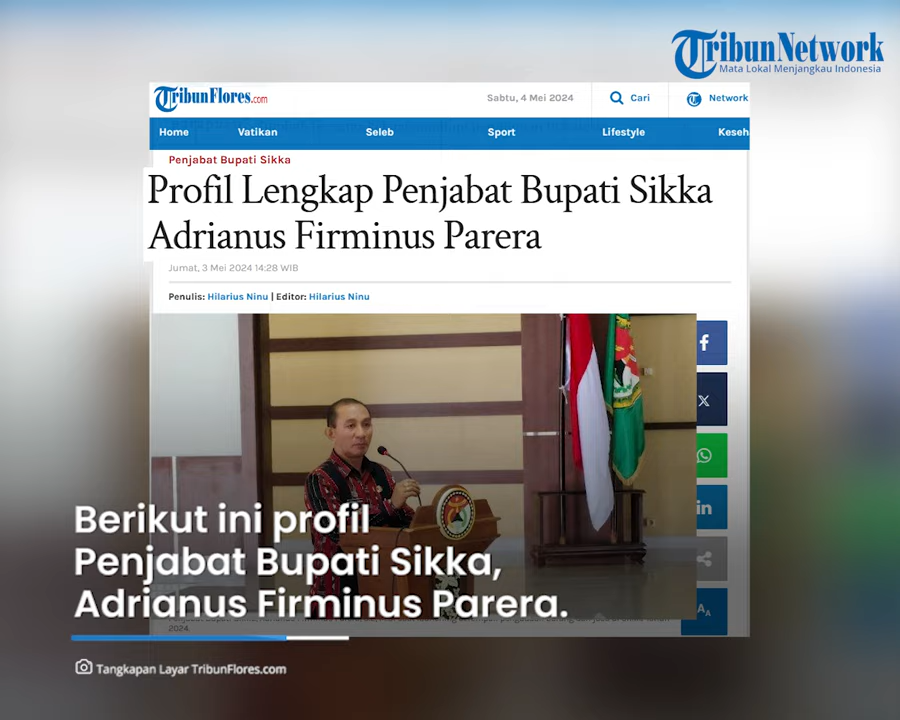 TribunNetwork
Mata Lokal Menjangkau Indonesia
TribunFlores.com
Sabtu, 4 Mei 2024
Cari
Network
Home Vatikan Seleb Sport Lifestyle Keseh
Penjabat Bupati Sikka
Profil Lengkap Penjabat Bupati Sikka
Adrianus Firminus Parera
Jumat, 3 Mei 2024 14:28 WIB
Penulis: Hilarius Ninu | Editor: Hilarius Ninu
Berikut ini profil
Penjabat Bupati Sikka,
Adrianus Firminus Parera.
2024.
Tangkapan Layar TribunFlores.com